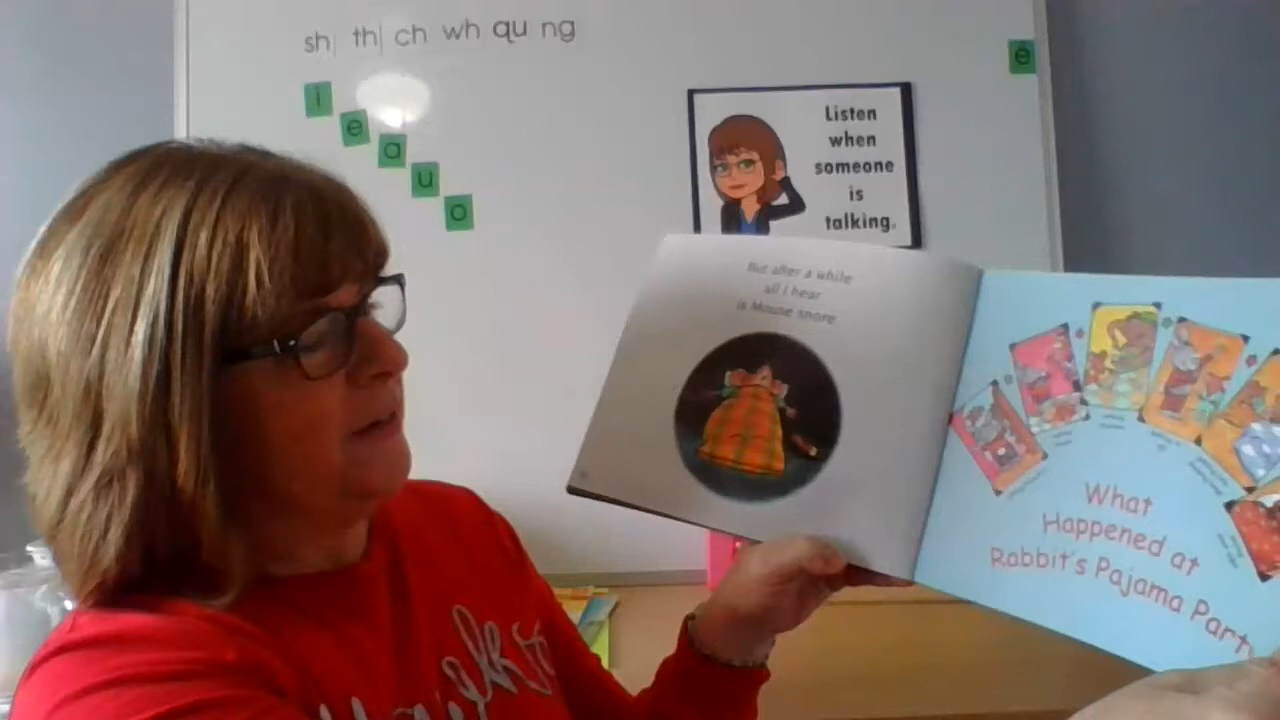 sh th ch wh qu ng
i
e
a
u
o
e
Listen
when
someone
is
talking.
But after a while
all I hear
is Mouse snore
What
Happened at
Rabbit's Pajama Party